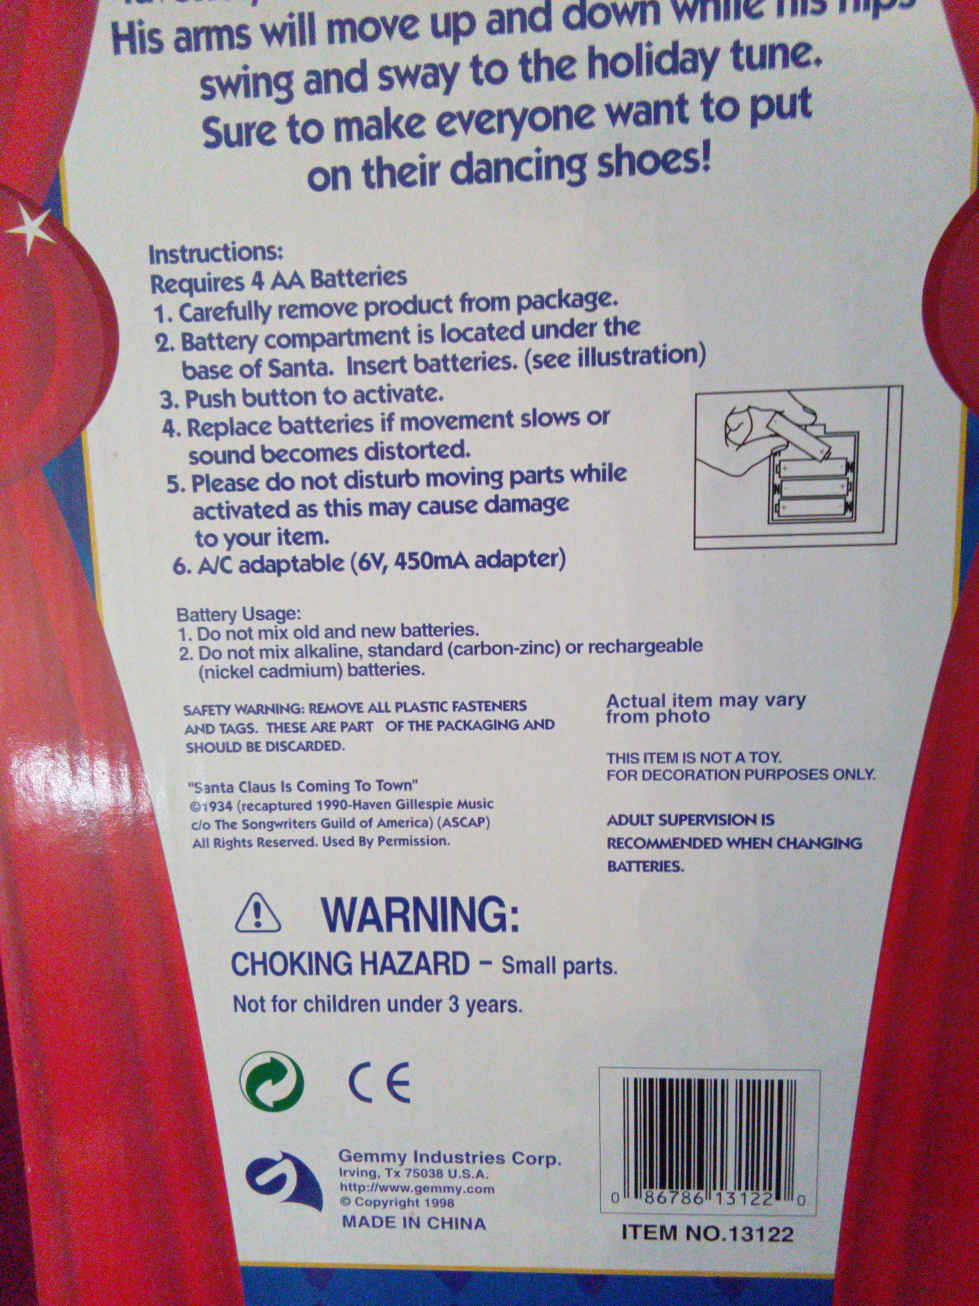 His arms will move up and down while his hips
swing and sway to the holiday tune.
Sure to make everyone want to put
on their dancing shoes!
Instructions:
Requires 4 AA Batteries
1. Carefully remove product from package.
2. Battery compartment is located under the
base of Santa. Insert batteries. (see illustration)
3. Push button to activate.
4. Replace batteries if movement slows or
sound becomes distorted.
5. Please do not disturb moving parts while
activated as this may cause damage
to your item.
6. A/C adaptable (6V, 450mA adapter)
Battery Usage:
1. Do not mix old and new batteries.
2. Do not mix alkaline, standard (carbon-zinc) or rechargeable
(nickel cadmium) batteries.
SAFETY WARNING: REMOVE ALL PLASTIC FASTENERS
AND TAGS. THESE ARE PART OF THE PACKAGING AND
SHOULD BE DISCARDED.
"Santa Claus Is Coming To Town"
©1934 (recaptured 1990-Haven Gillespie Music
c/o The Songwriters Guild of America) (ASCAP)
All Rights Reserved. Used By Permission.
Actual item may vary
from photo
THIS ITEM IS NOT A TOY.
FOR DECORATION PURPOSES ONLY.
ADULT SUPERVISION IS
RECOMMENDED WHEN CHANGING
BATTERIES.
WARNING:
CHOKING HAZARD – Small parts.
Not for children under 3 years.
CE
Gemmy Industries Corp.
Irving, Tx 75038 U.S.A.
http://www.gemmy.com
© Copyright 1998
MADE IN CHINA
0 86786 13122 0
ITEM NO.13122